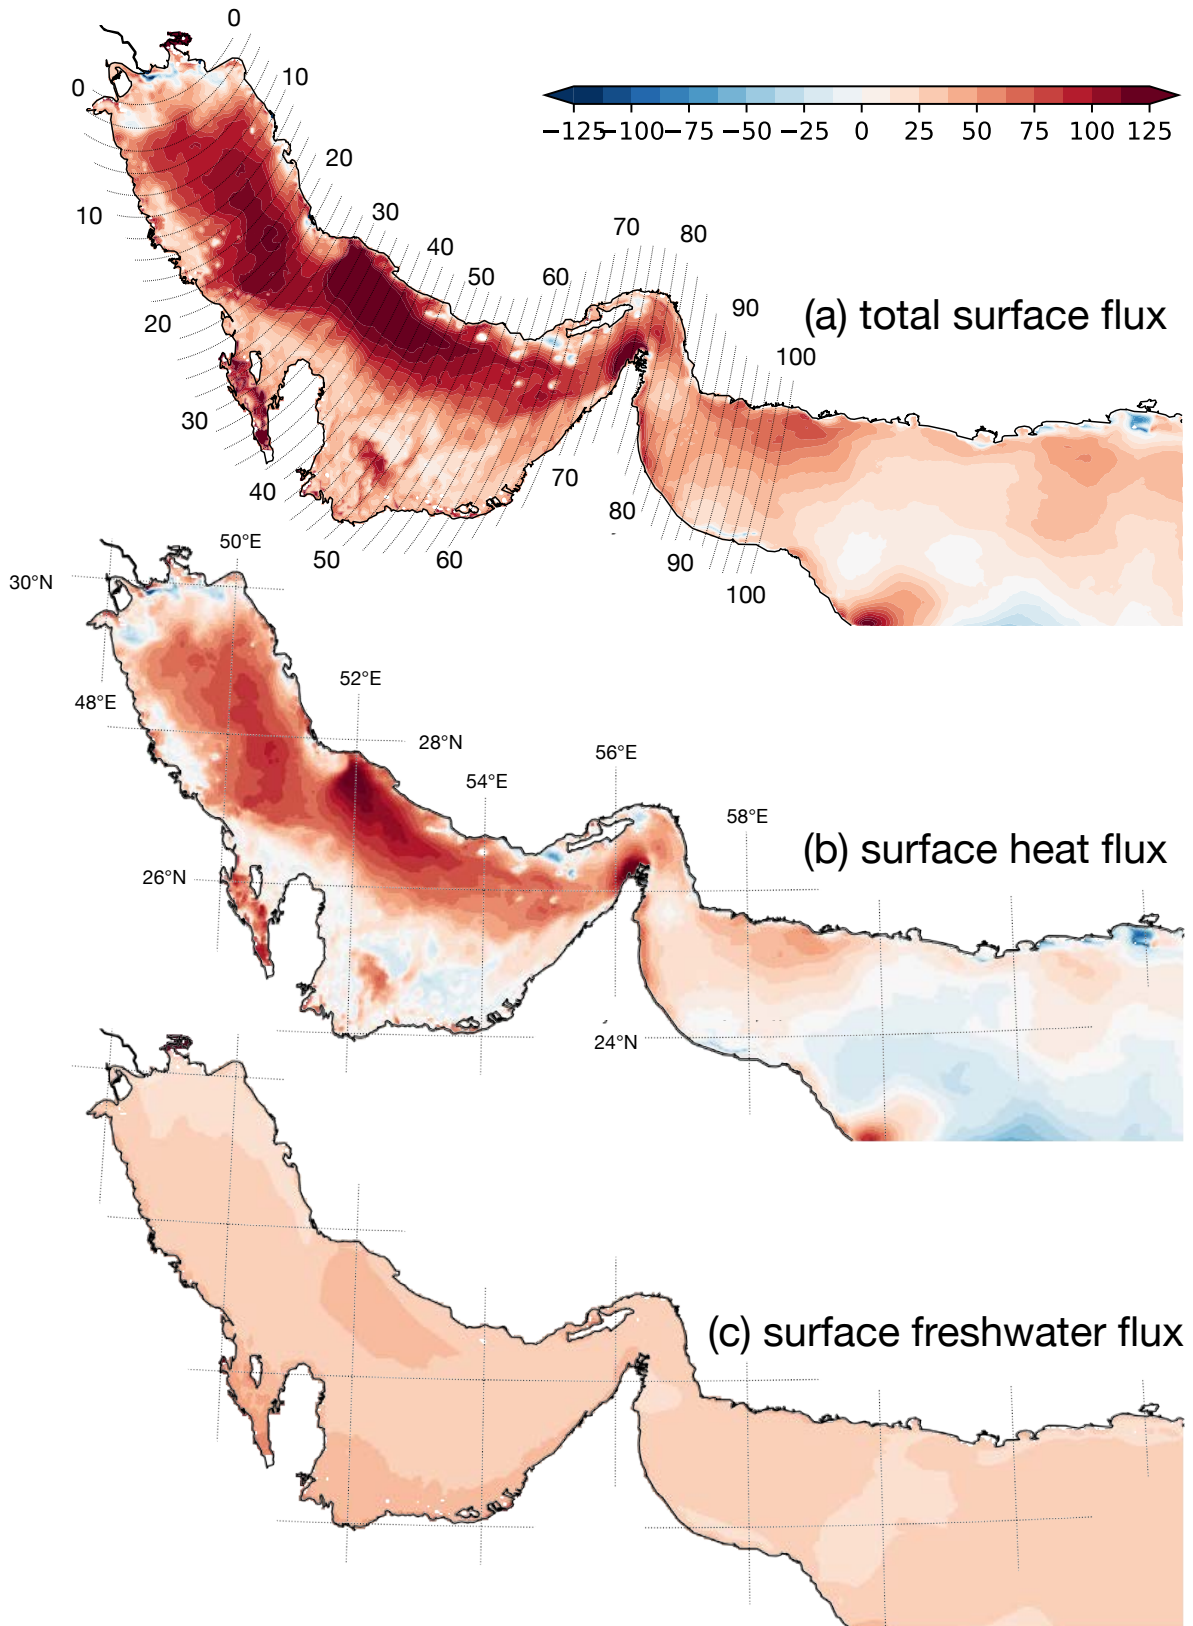 0
0
10
10
20
20
30
30
40
40
50
50
60
60
70
70
80
80
90
90
100
100
−125 −100 −75 −50 −25 0 25 50 75 100 125
(a) total surface flux
50°E
30°N
48°E
52°E
28°N
54°E
56°E
58°E
26°N
24°N
(b) surface heat flux
(c) surface freshwater flux